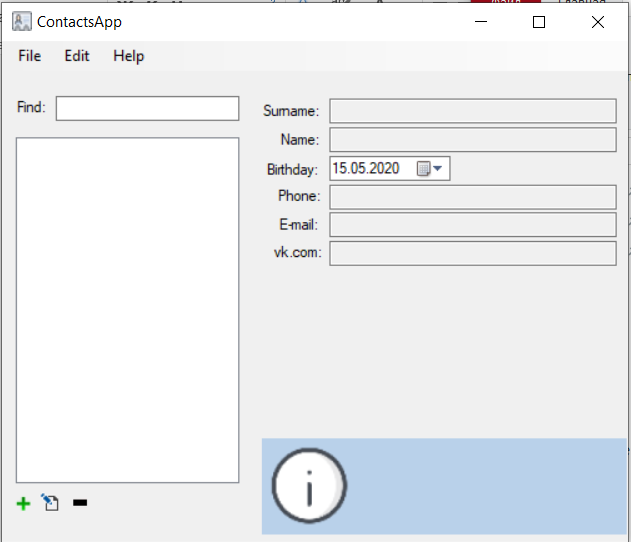 ContactsApp
File Edit Help
Find:
Surname:
Name:
Birthday: 15.05.2020
Phone:
E-mail:
vk.com: